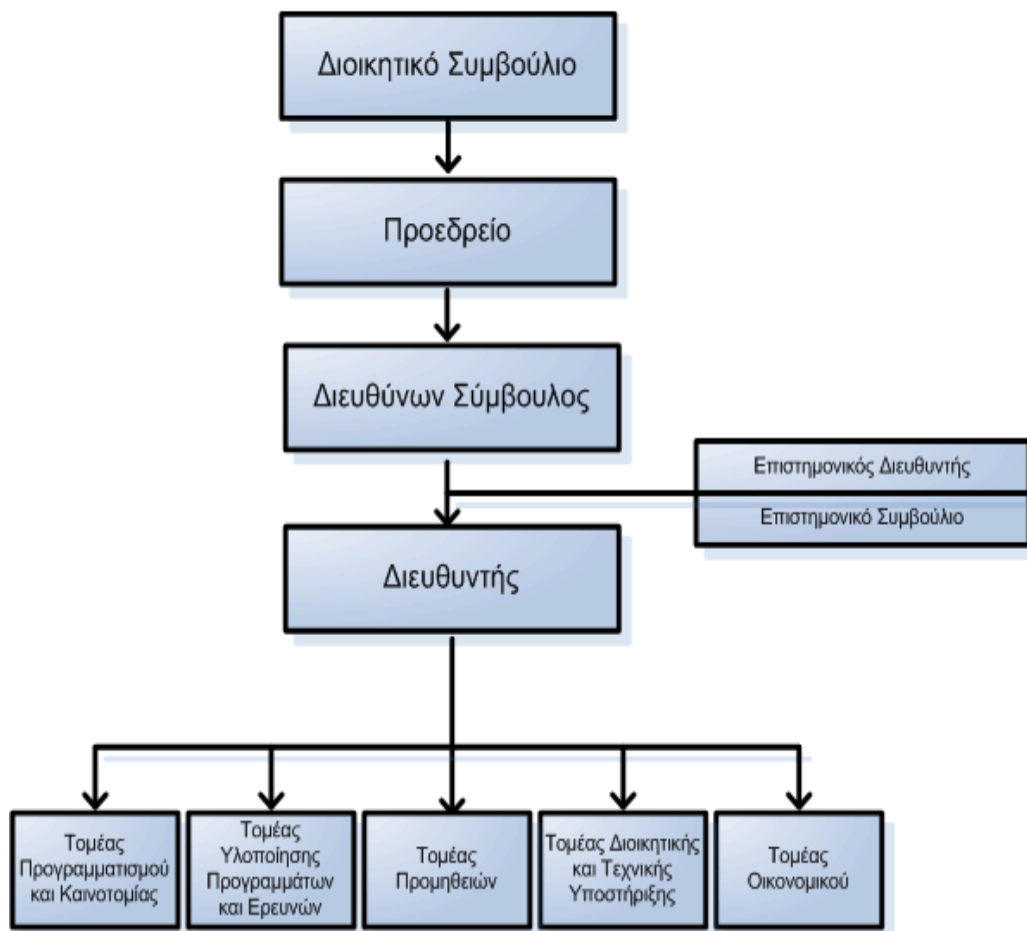 Διοικητικό Συμβούλιο
Προεδρείο
Διευθύνων Σύμβουλος
Επιστημονικός Διευθυντής
Επιστημονικό Συμβούλιο
Διευθυντής
Τομέας
Προγραμματισμού
και Καινοτομίας
Τομέας
Υλοποίησης
Προγραμμάτων
και Ερευνών
Τομέας
Προμηθειών
Τομέας Διοικητικής
και Τεχνικής
Υποστήριξης
Τομέας
Οικονομικού